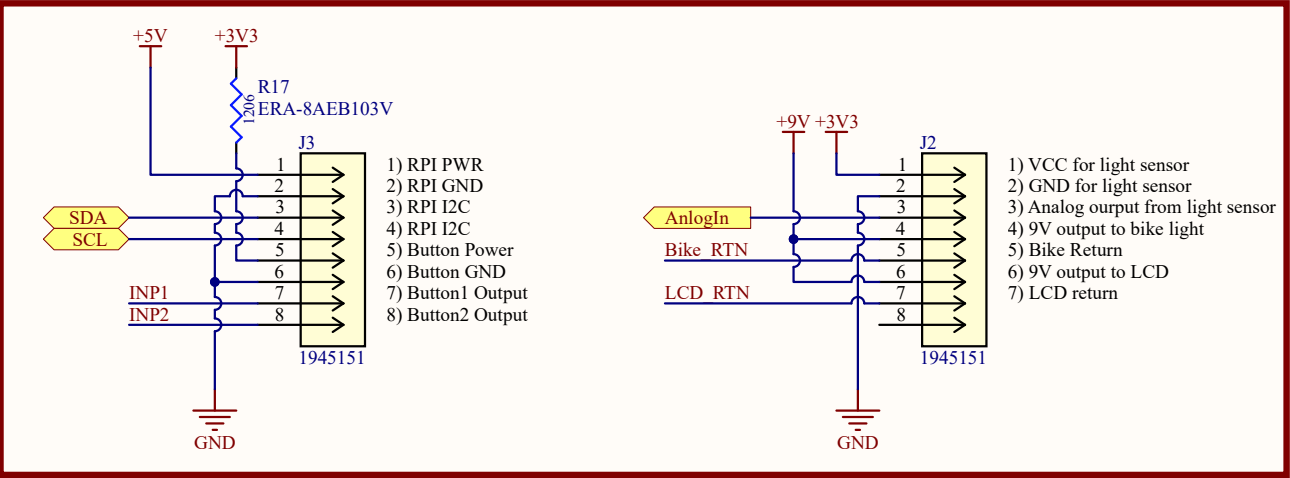 +5V
+3V3
R17
1206
ERA-8AEB103V
J3
1
2
3
4
5
6
7
8
1) RPI PWR
2) RPI GND
3) RPI I2C
4) RPI I2C
5) Button Power
6) Button GND
7) Button1 Output
8) Button2 Output
SDA
SCL
INP1
INP2
1945151
GND
+9V
+3V3
J2
1
2
3
4
5
6
7
8
1) VCC for light sensor
2) GND for light sensor
3) Analog ourput from light sensor
4) 9V output to bike light
5) Bike Return
6) 9V output to LCD
7) LCD return
AnlogIn
Bike_RTN
LCD_RTN
1945151
GND